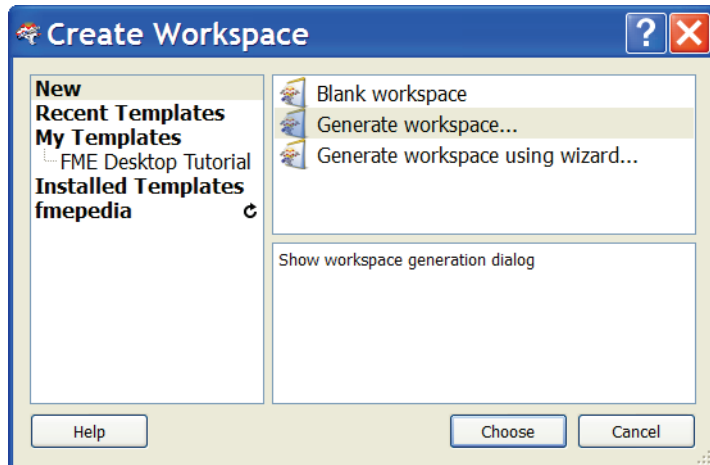 Create Workspace
New
Recent Templates
My Templates
FME Desktop Tutorial
Installed Templates
fmepedia
Blank workspace
Generate workspace...
Generate workspace using wizard...
Show workspace generation dialog
Help
Choose
Cancel